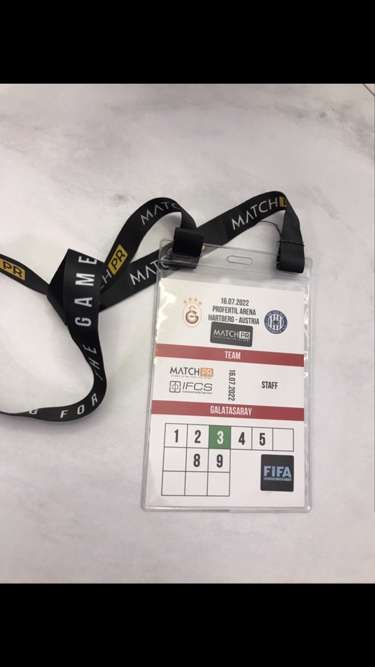 MATCH PR
MATCH
PR
THE GAME
G FOR
16.07.2022
PROFERTIL ARENA
HARTBERG - AUSTRIA
MATCH PR
TEAM
MATCH PR
IFCS
16.07.2022
STAFF
GALATASARAY
1 2 3 4 5
8 9
FIFA